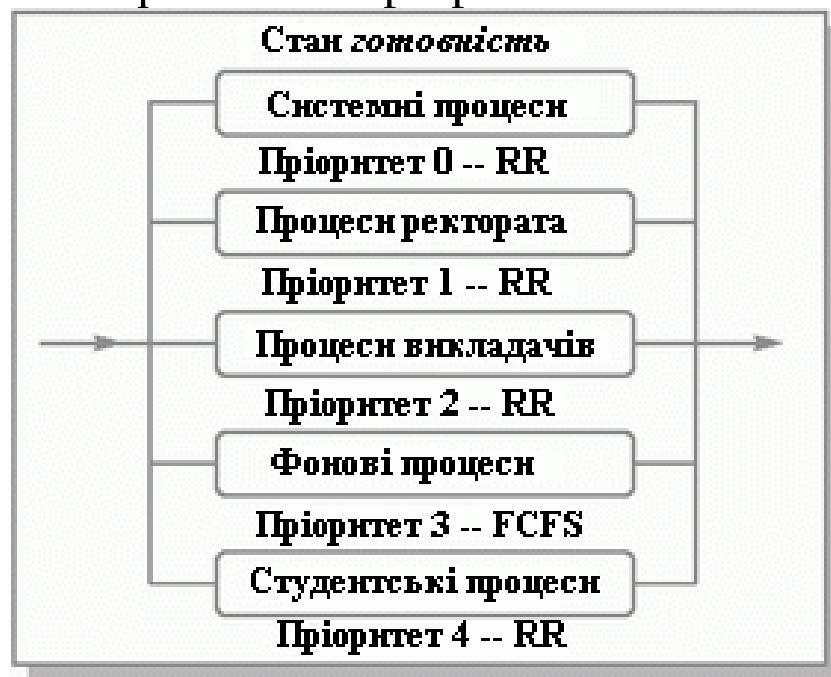 Стан готовність
Системні процеси
Пріоритет 0 -- RR
Процеси ректората
Пріоритет 1 -- RR
Процеси викладачів
Пріоритет 2 -- RR
Фонові процеси
Пріоритет 3 -- FCFS
Студентські процеси
Пріоритет 4 -- RR